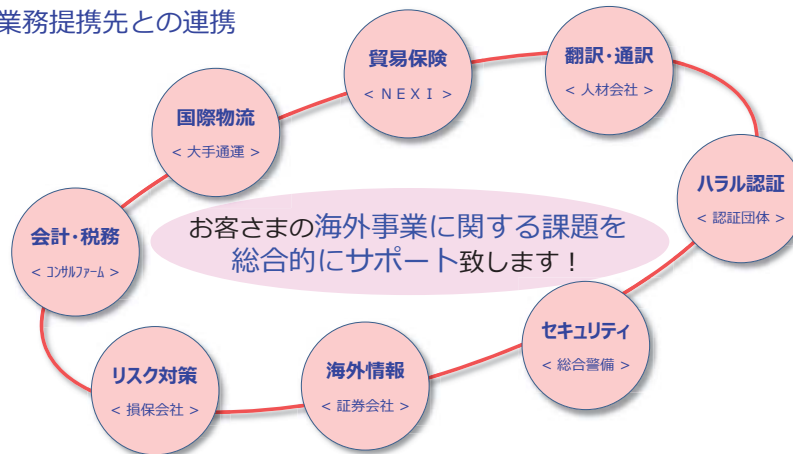 業務提携先との連携
貿易保険
< NEXI >
翻訳・通訳
< 人材会社 >
国際物流
< 大手通運 >
ハラル認証
< 認証団体 >
会計・税務
< コンサルファーム >
お客さまの海外事業に関する課題を
総合的にサポート致します！
セキュリティ
< 総合警備 >
リスク対策
< 損保会社 >
海外情報
< 証券会社 >